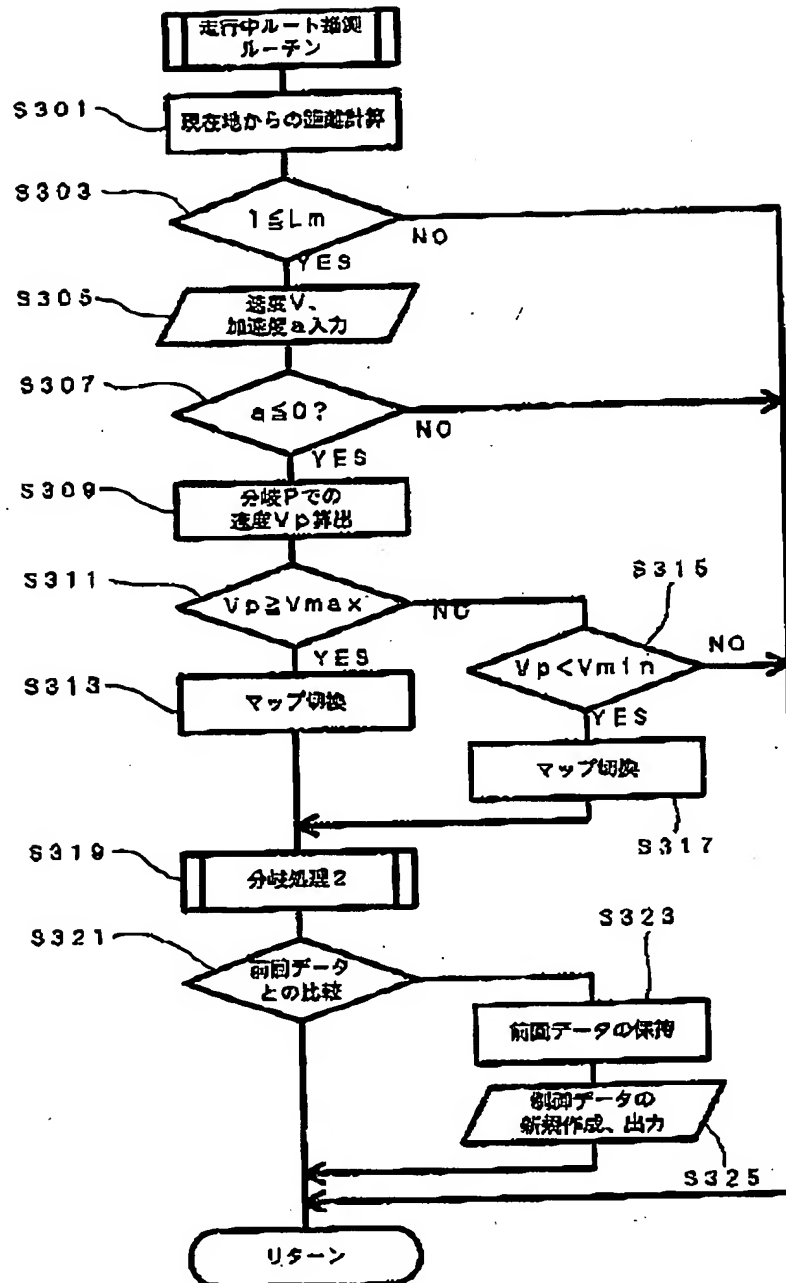 走行中ルート推測
ルーチン
S301
現在地からの距離計算
S303
l≦Lm
NO
YES
S305
速度V、
加速度a入力
S307
a≦0?
NO
YES
S309
分岐Pでの
速度Vp算出
S311
Vp≧Vmax
NO
YES
S315
Vp<Vmin
NO
YES
S313
マップ切換
マップ切換
S317
S319
分岐処理2
S321
前回データ
との比較
S323
前回データの保持
制御データの
新規作成、出力
S325
リターン